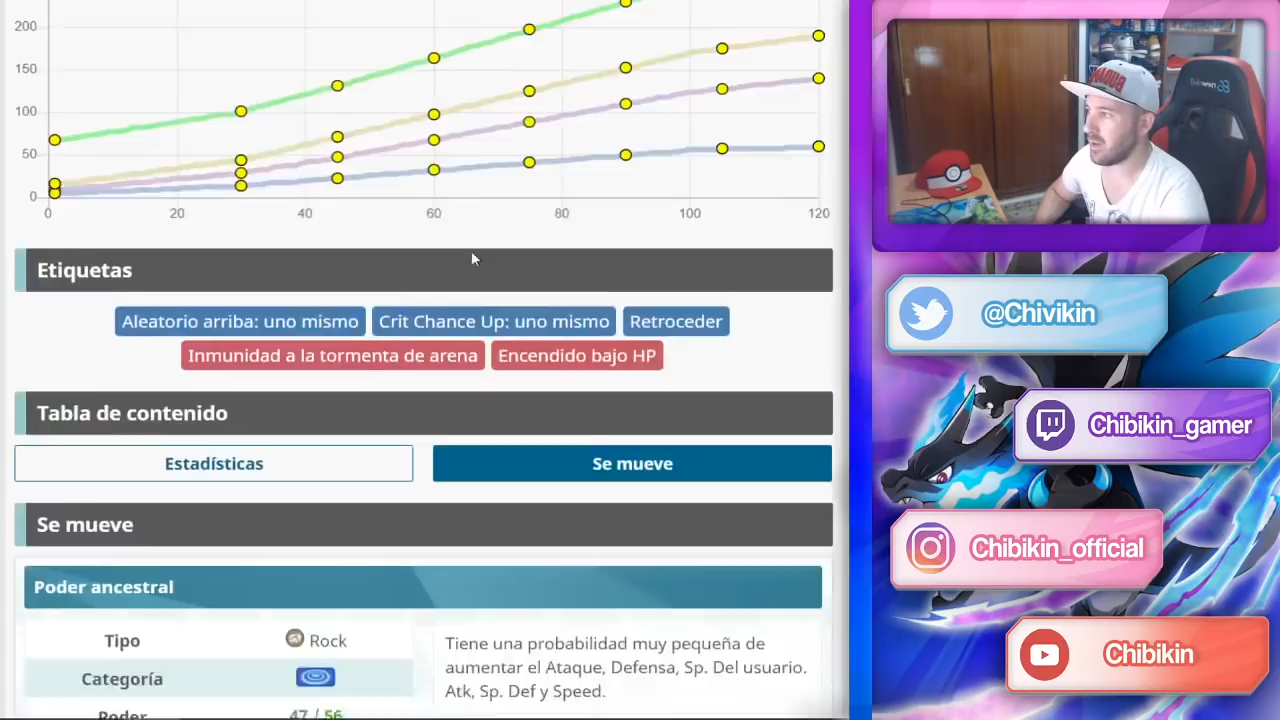 200
150
100
50
0
0 20 40 60 80 100 120
Etiquetas
Aleatorio arriba: uno mismo Crit Chance Up: uno mismo Retroceder
Inmunidad a la tormenta de arena Encendido bajo HP
Tabla de contenido
Estadísticas Se mueve
Se mueve
Poder ancestral
Tipo Rock
Categoría
Poder 47 / 56
Tiene una probabilidad muy pequeña de
aumentar el Ataque, Defensa, Sp. Del usuario.
Atk, Sp. Def y Speed.
@Chivikin
Chibikin_gamer
Chibikin_official
Chibikin